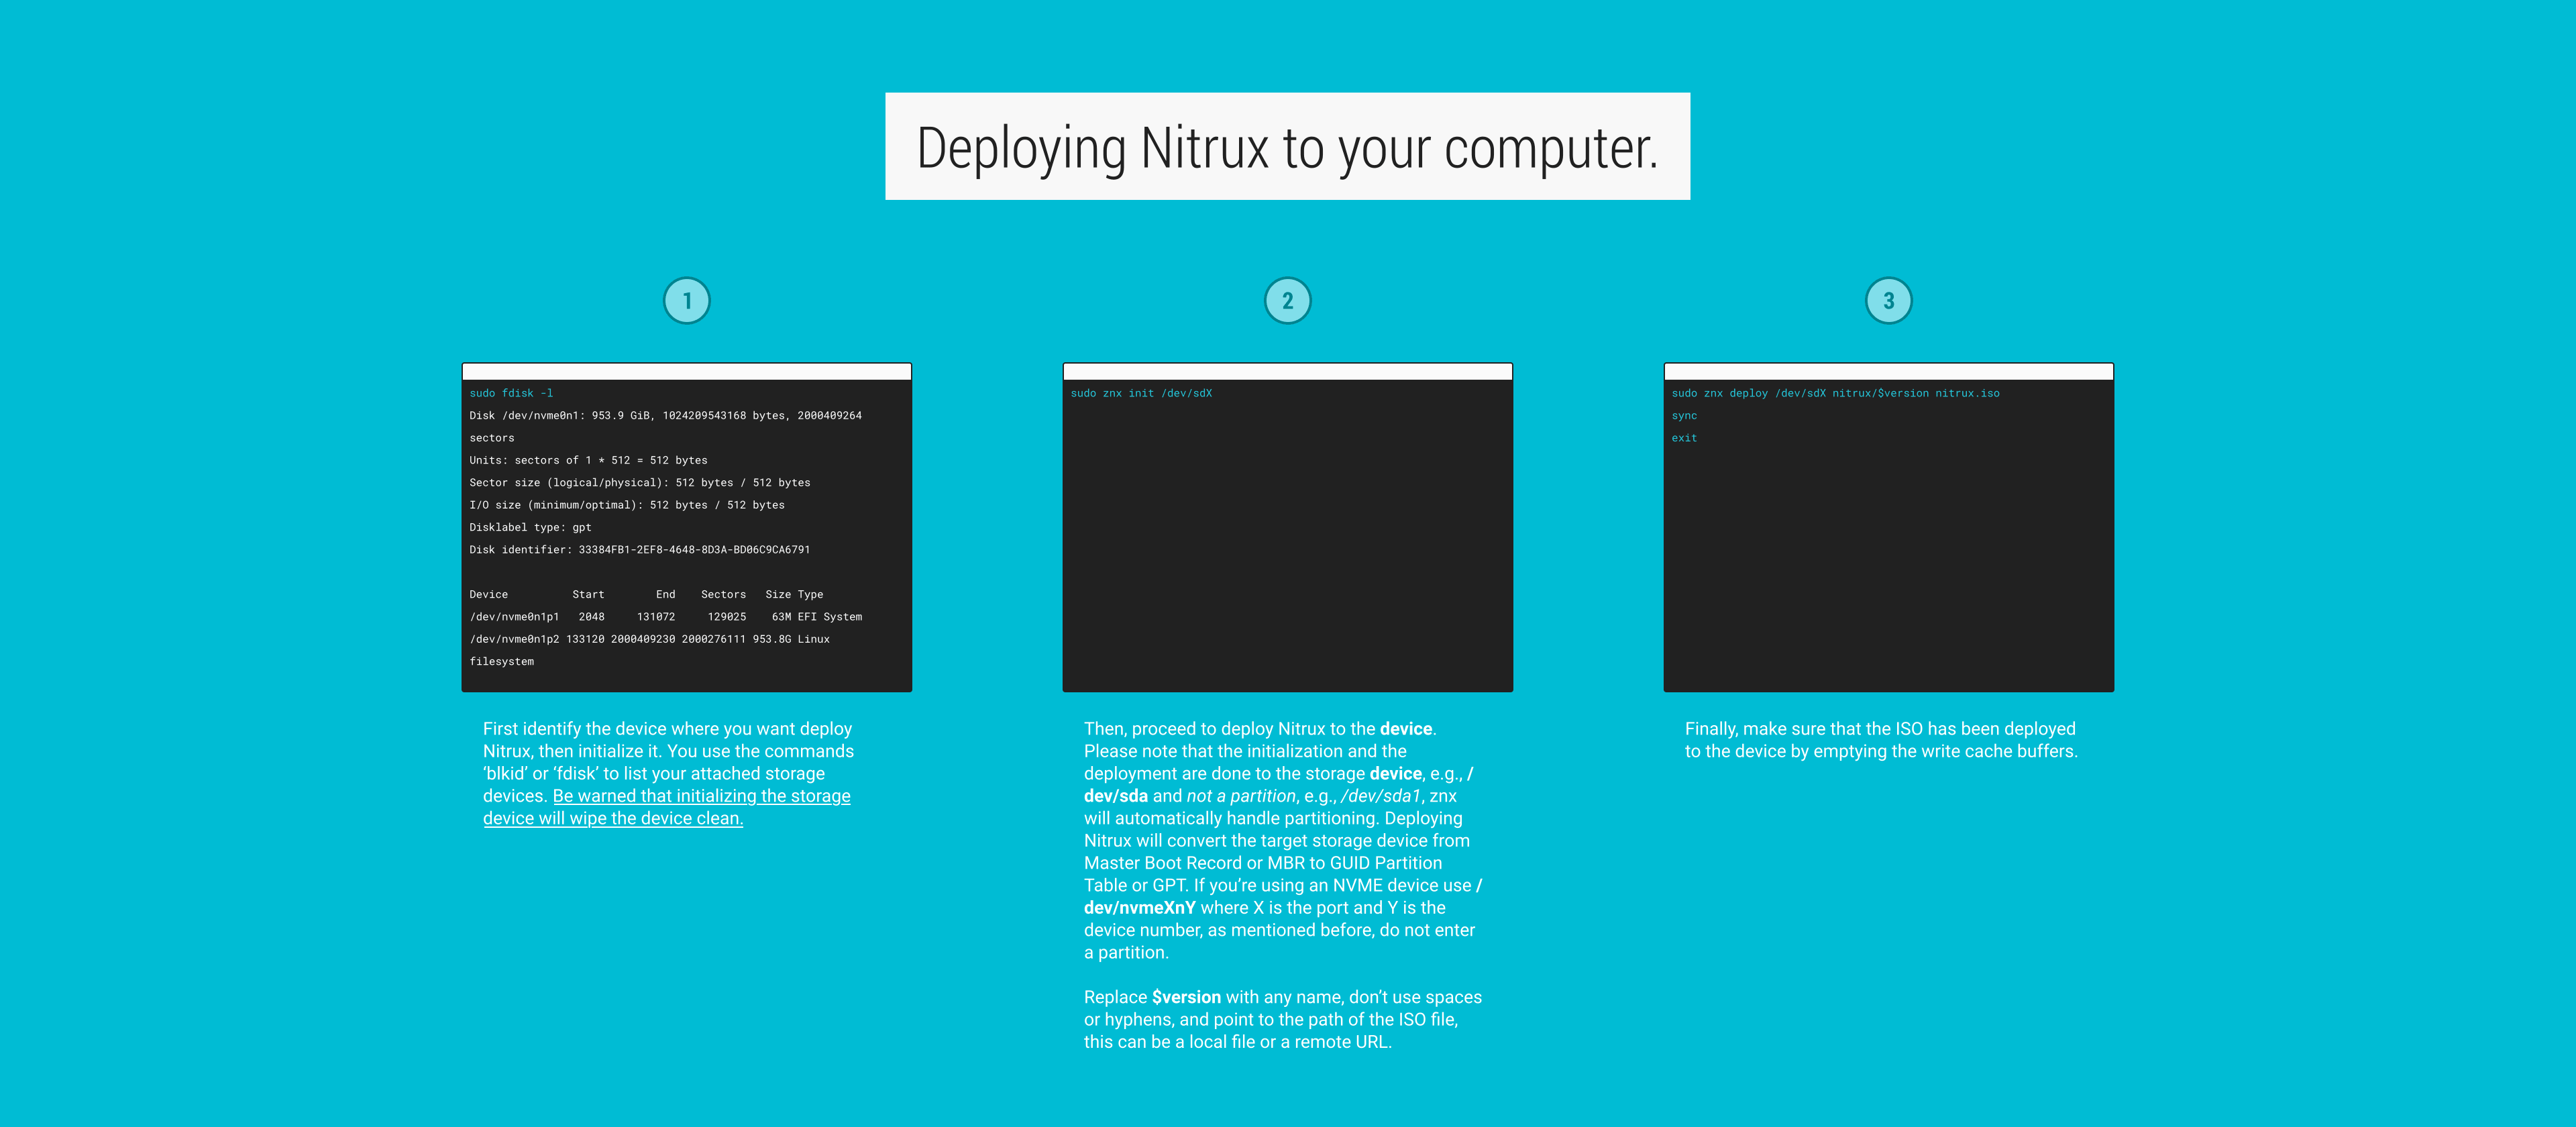 Deploying Nitrux to your computer.
1
sudo fdisk -l
Disk /dev/nvme0n1: 953.9 GiB, 1024209543168 bytes, 2000409264
sectors
Units: sectors of 1 * 512 = 512 bytes
Sector size (logical/physical): 512 bytes / 512 bytes
I/O size (minimum/optimal): 512 bytes / 512 bytes
Disklabel type: gpt
Disk identifier: 33384FB1-2EF8-4648-8D3A-BD06C9CA6791
Device Start End Sectors Size Type
/dev/nvme0n1p1 2048 131072 129025 63M EFI System
/dev/nvme0n1p2 133120 2000409230 2000276111 953.8G Linux
filesystem
First identify the device where you want deploy
Nitrux, then initialize it. You use the commands
‘blkid’ or ‘fdisk’ to list your attached storage
devices. Be warned that initializing the storage
device will wipe the device clean.
2
sudo znx init /dev/sdX
Then, proceed to deploy Nitrux to the device.
Please note that the initialization and the
deployment are done to the storage device, e.g., /
dev/sda and not a partition, e.g., /dev/sda1, znx
will automatically handle partitioning. Deploying
Nitrux will convert the target storage device from
Master Boot Record or MBR to GUID Partition
Table or GPT. If you’re using an NVME device use /
dev/nvmeXnY where X is the port and Y is the
device number, as mentioned before, do not enter
a partition.
Replace $version with any name, don’t use spaces
or hyphens, and point to the path of the ISO file,
this can be a local file or a remote URL.
3
sudo znx deploy /dev/sdX nitrux/$version nitrux.iso
sync
exit
Finally, make sure that the ISO has been deployed
to the device by emptying the write cache buffers.